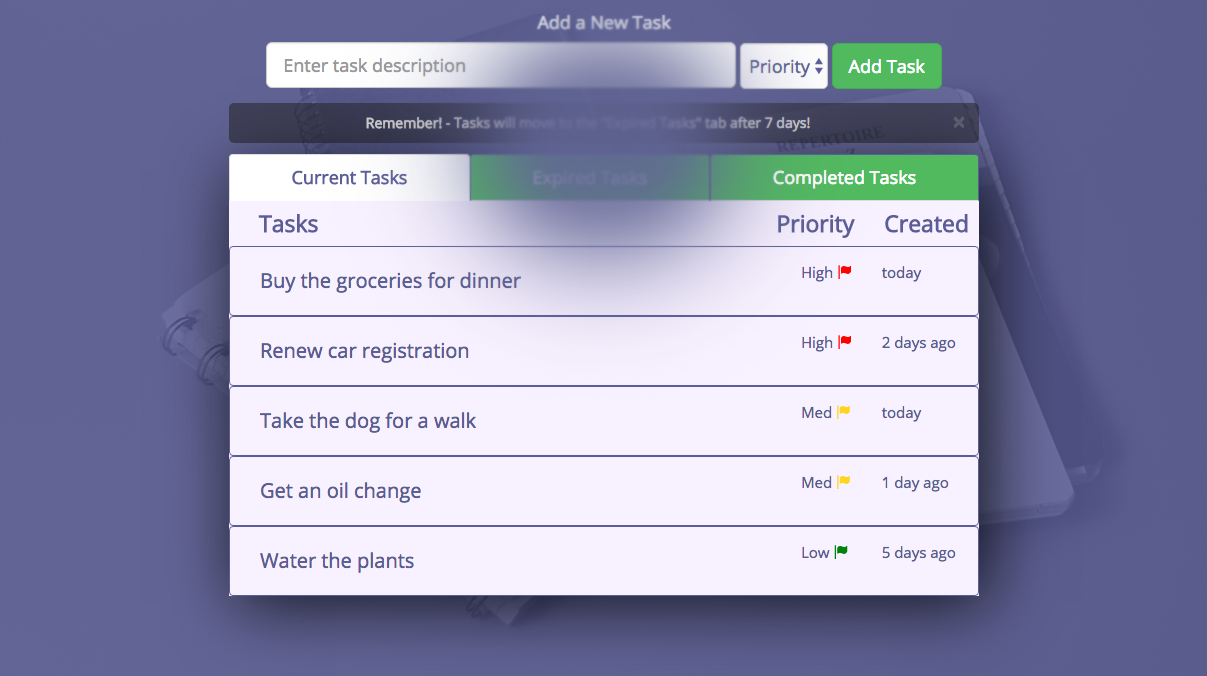 Add a New Task
Enter task description
Priority
Add Task
Remember! - Tasks will move to the "Expired Tasks" tab after 7 days!
×
Current Tasks
Expired Tasks
Completed Tasks
REPERTOIRE
Tasks
Priority
Created
Buy the groceries for dinner
High
today
Renew car registration
High
2 days ago
Take the dog for a walk
Med
today
Get an oil change
Med
1 day ago
Water the plants
Low
5 days ago